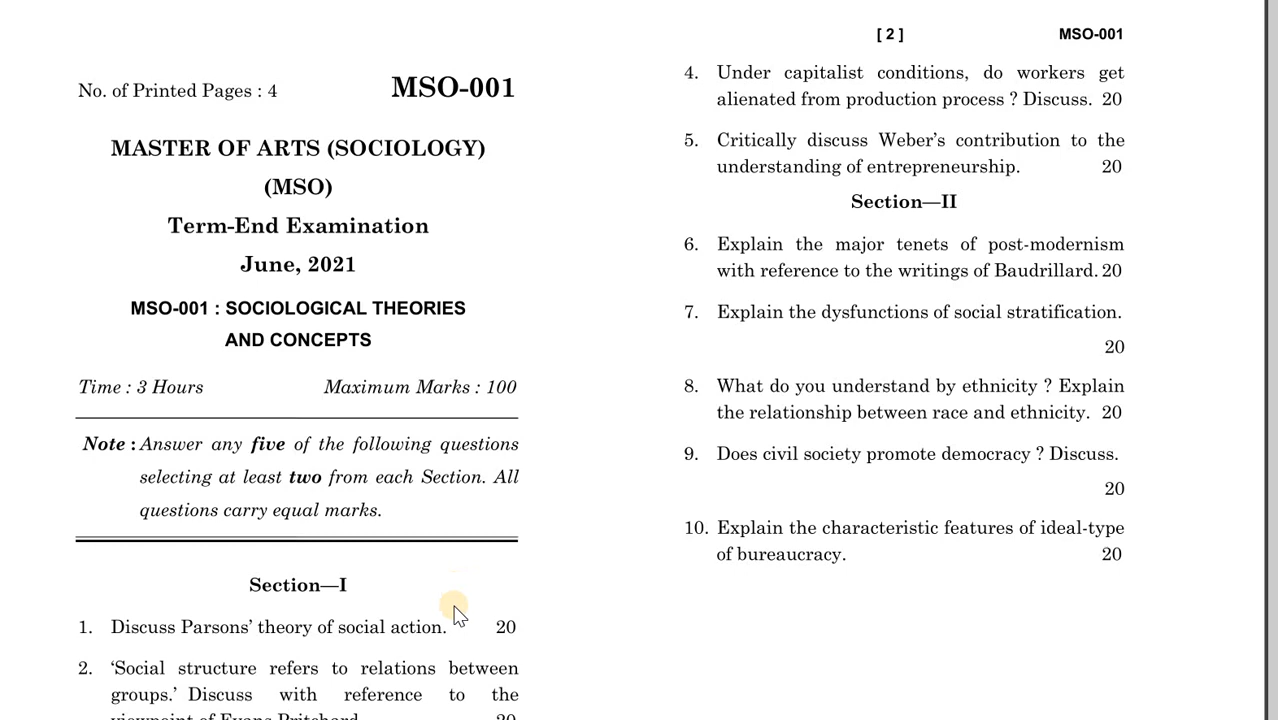 No. of Printed Pages : 4 MSO-001
MASTER OF ARTS (SOCIOLOGY)
(MSO)
Term-End Examination
June, 2021
MSO-001 : SOCIOLOGICAL THEORIES
AND CONCEPTS
Time : 3 Hours Maximum Marks : 100
Note : Answer any five of the following questions
selecting at least two from each Section. All
questions carry equal marks.
Section—I
1. Discuss Parsons’ theory of social action. 20
2. ‘Social structure refers to relations between
groups.’ Discuss with reference to the
viewpoint of Evans Pritchard. 20
[ 2 ] MSO-001
4. Under capitalist conditions, do workers get
alienated from production process ? Discuss. 20
5. Critically discuss Weber’s contribution to the
understanding of entrepreneurship. 20
Section—II
6. Explain the major tenets of post-modernism
with reference to the writings of Baudrillard. 20
7. Explain the dysfunctions of social stratification.
20
8. What do you understand by ethnicity ? Explain
the relationship between race and ethnicity. 20
9. Does civil society promote democracy ? Discuss.
20
10. Explain the characteristic features of ideal-type
of bureaucracy. 20